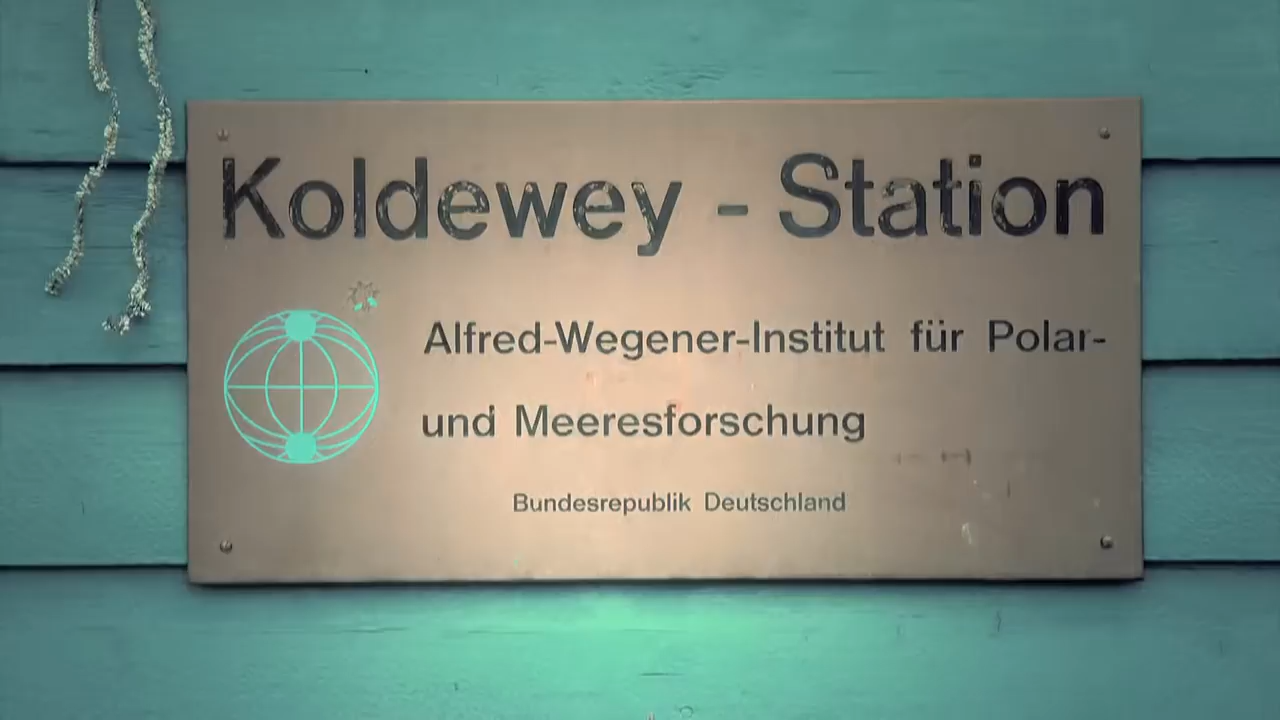 Koldewey - Station
Alfred-Wegener-Institut für Polar-
und Meeresforschung
Bundesrepublik Deutschland